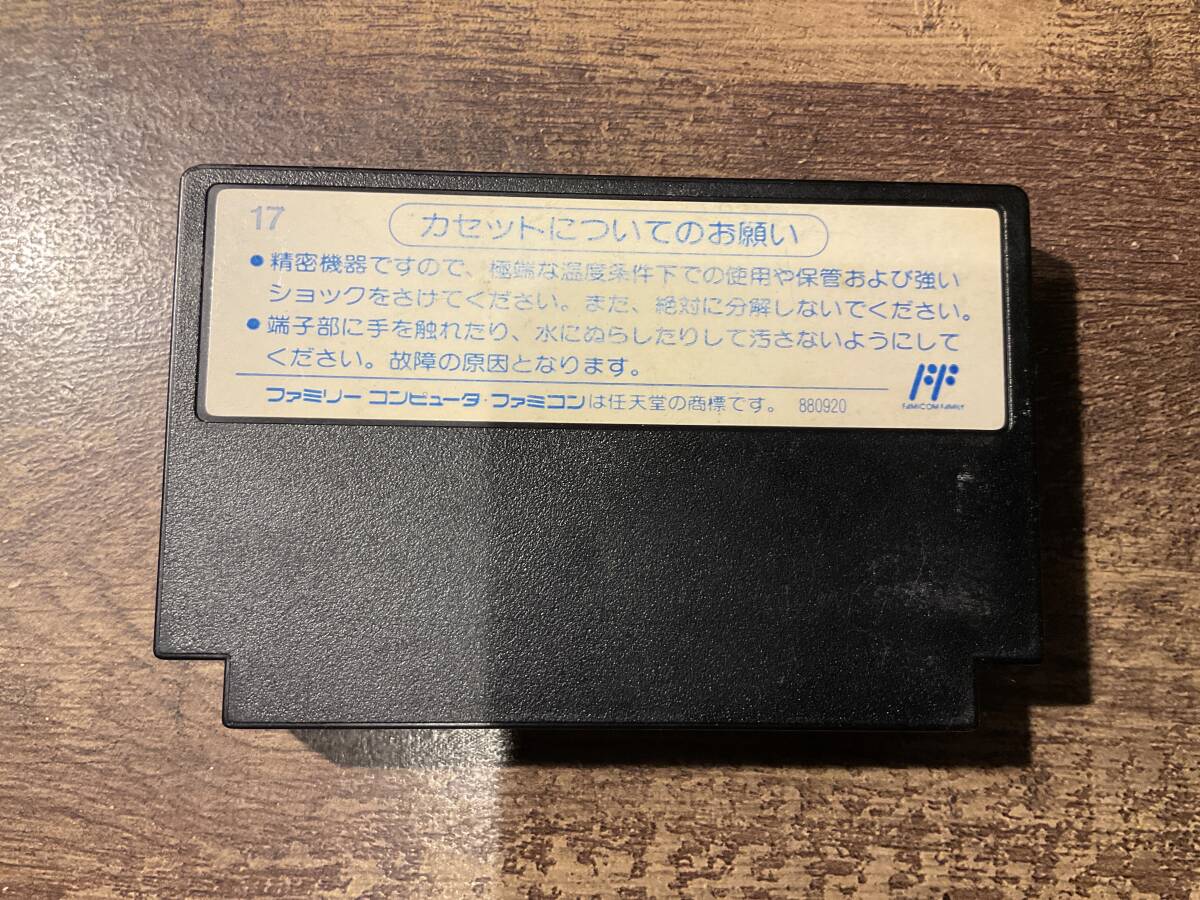 17
カセットについてのお願い
●精密機器ですので、極端な温度条件下での使用や保管および強い
ショックをさけてください。また、絶対に分解しないでください。
●端子部に手を触れたり、水にぬらしたりして汚さないようにして
ください。故障の原因となります。
ファミリーコンピュータ・ファミコンは任天堂の商標です。 880920
FF
FAMICOM FAMILY